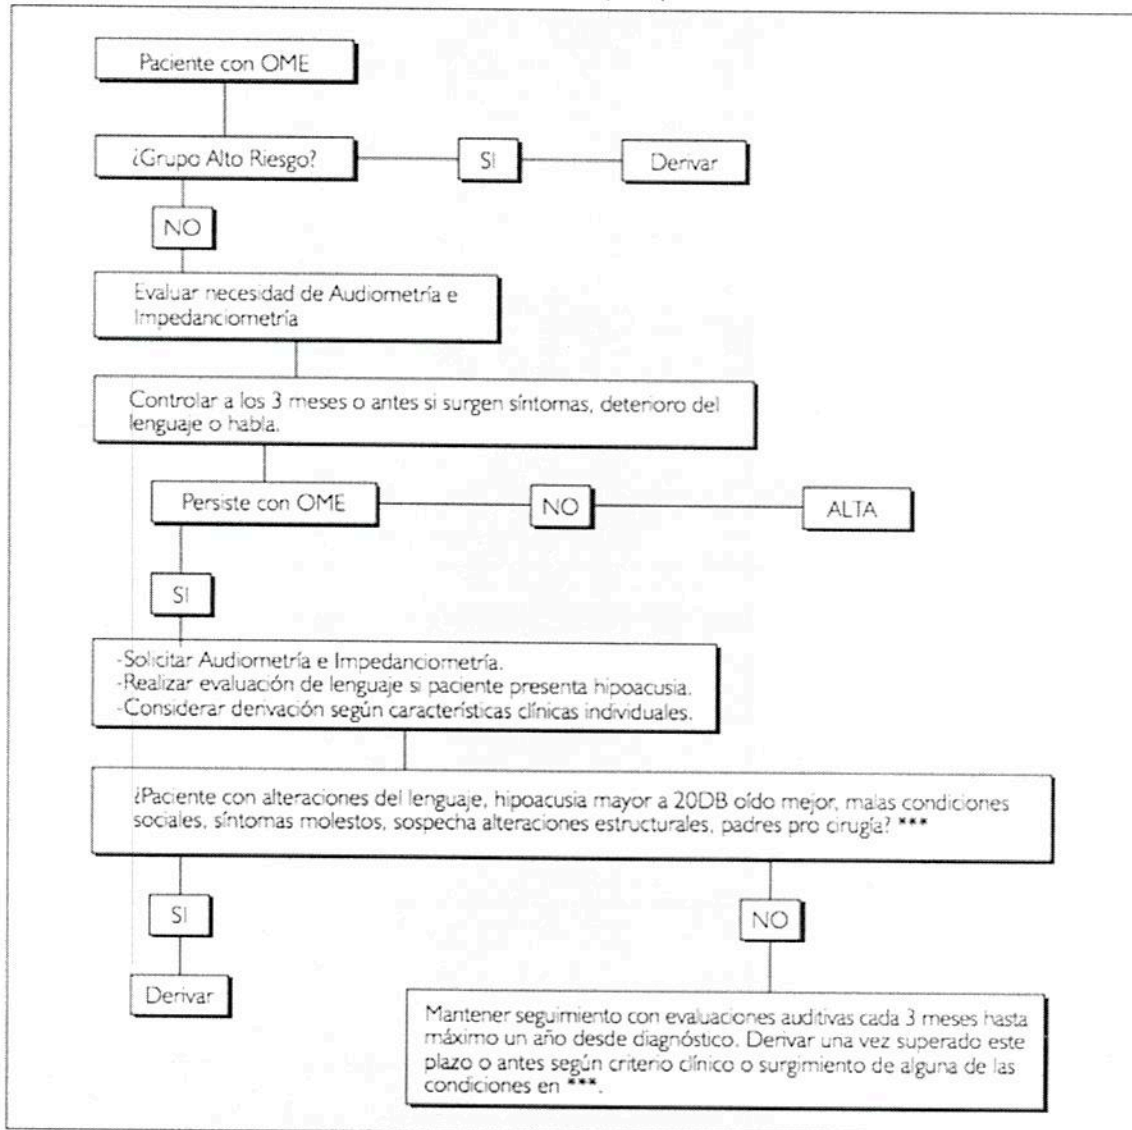 Paciente con OME
¿Grupo Alto Riesgo?
SI
Derivar
NO
Evaluar necesidad de Audiometría e
Impedanciometría
Controlar a los 3 meses o antes si surgen síntomas, deterioro del
lenguaje o habla.
Persiste con OME
NO
ALTA
SI
-Solicitar Audiometría e Impedanciometría.
-Realizar evaluación de lenguaje si paciente presenta hipoacusia.
-Considerar derivación según características clínicas individuales.
¿Paciente con alteraciones del lenguaje, hipoacusia mayor a 20DB oído mejor, malas condiciones
sociales, síntomas molestos, sospecha alteraciones estructurales, padres pro cirugía? ***
SI
NO
Derivar
Mantener seguimiento con evaluaciones auditivas cada 3 meses hasta
máximo un año desde diagnóstico. Derivar una vez superado este
plazo o antes según criterio clínico o surgimiento de alguna de las
condiciones en ***.